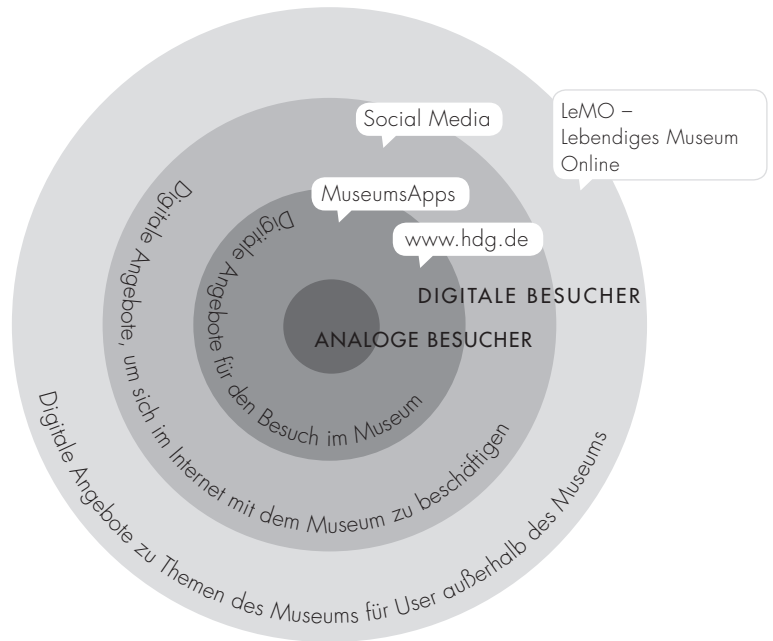 Social Media
LeMO –
Lebendiges Museum
Online
MuseumsApps
www.hdg.de
DIGITALE BESUCHER
ANALOGE BESUCHER
Digitale Angebote für den Besuch im Museum
Digitale Angebote, um sich im Internet mit dem Museum zu beschäftigen
Digitale Angebote zu Themen des Museums für User außerhalb des Museums